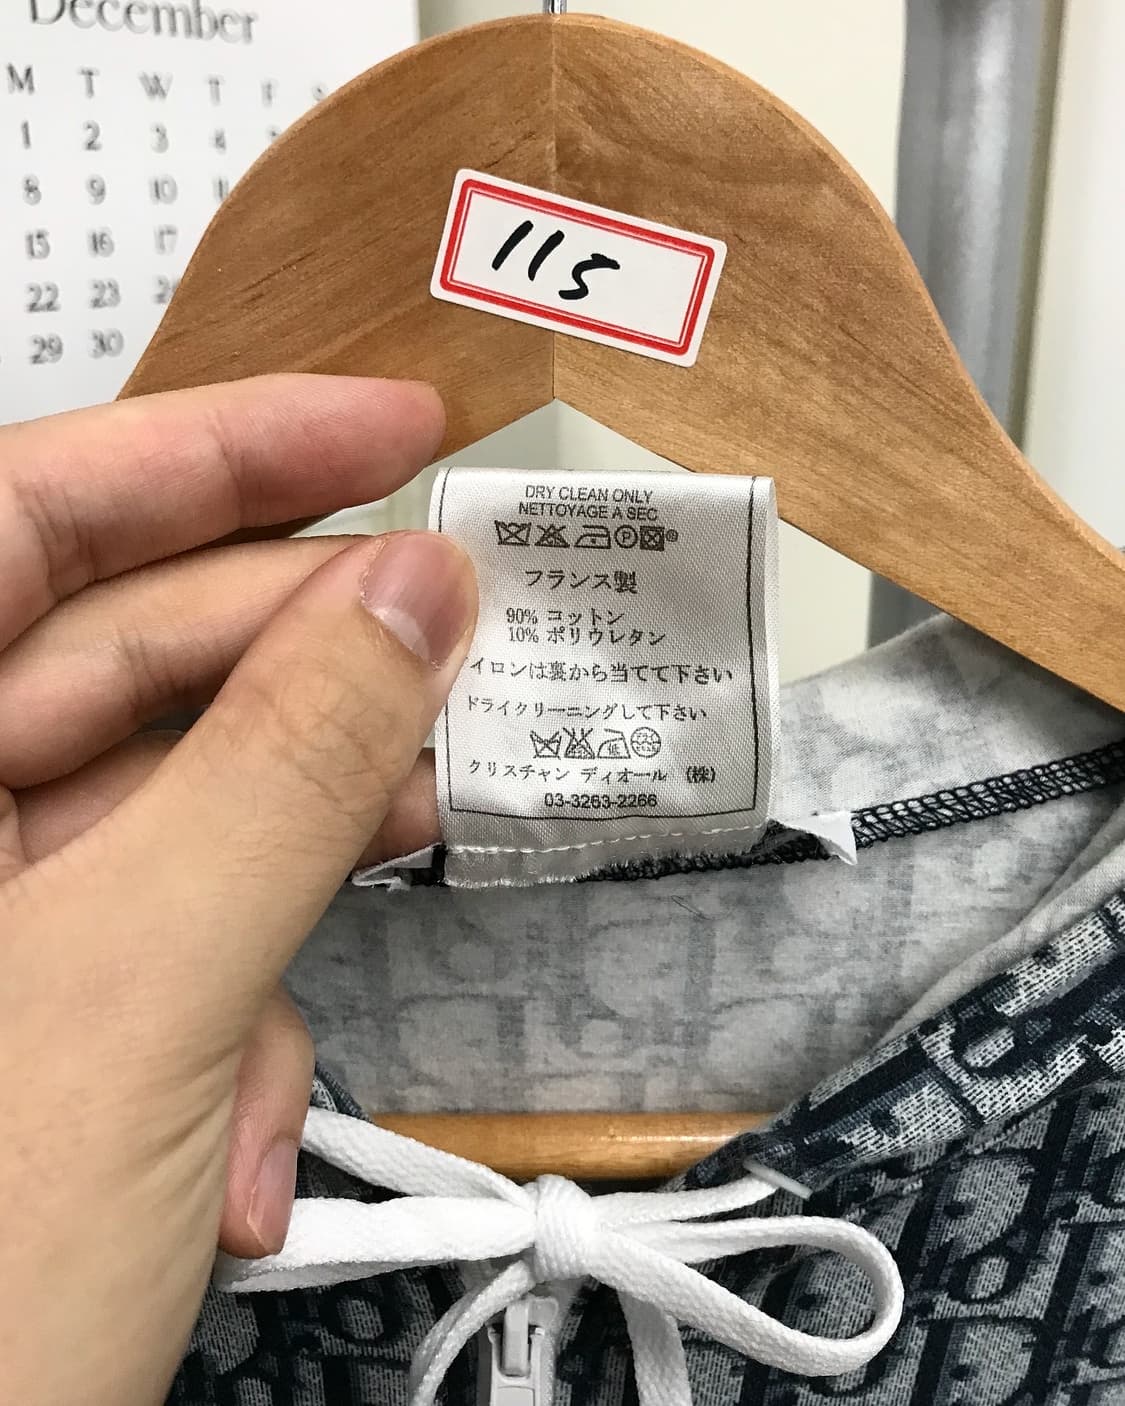 December
M T W T F
1 2 3 4
8 9 10 11
15 16 17
22 23
29 30
115
DRY CLEAN ONLY
NETTOYAGE A SEC
フランス製
90% コットン
10% ポリウレタン
イロンは裏から当てて下さい
ドライクリーニングして下さい
クリスチャン ディオール (株)
03-3263-2266